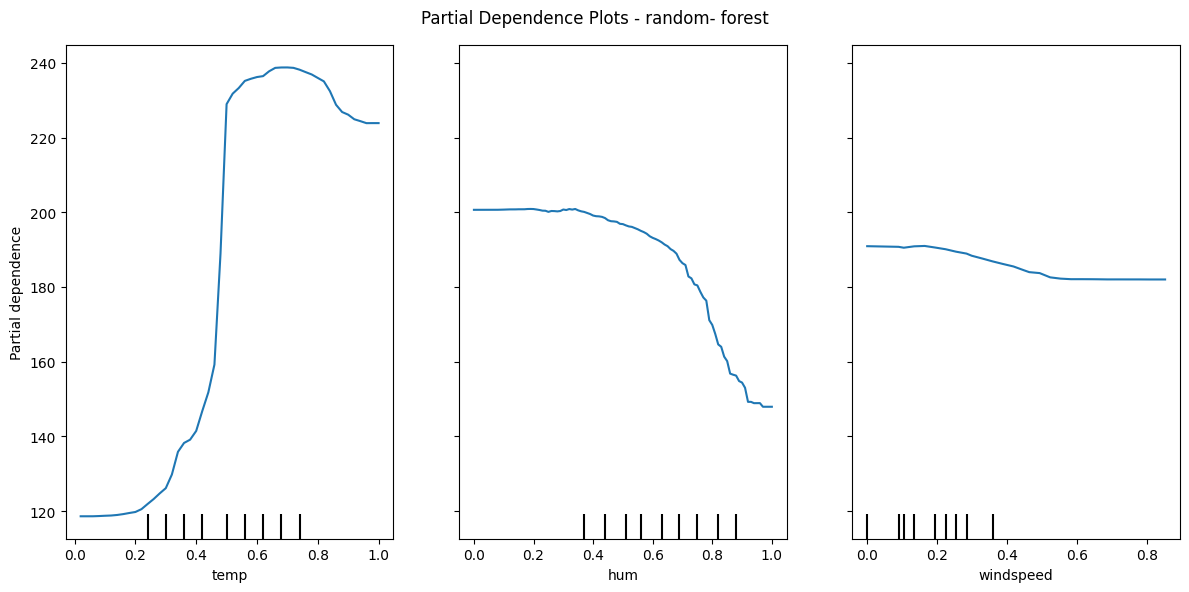 Partial Dependence Plots - random- forest
Partial dependence
240
220
200
180
160
140
120
0.0 0.2 0.4 0.6 0.8 1.0
temp
0.0 0.2 0.4 0.6 0.8 1.0
hum
0.0 0.2 0.4 0.6 0.8
windspeed